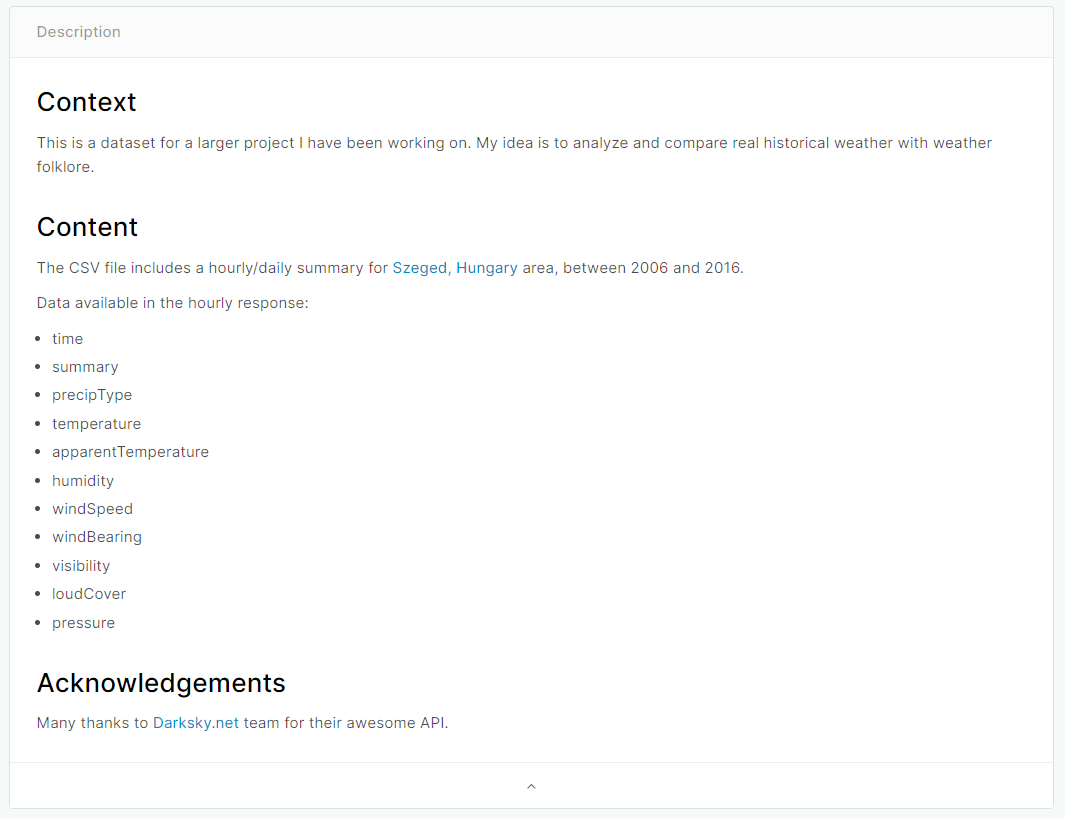 Description
Context
This is a dataset for a larger project I have been working on. My idea is to analyze and compare real historical weather with weather
folklore.
Content
The CSV file includes a hourly/daily summary for Szeged, Hungary area, between 2006 and 2016.
Data available in the hourly response:
time
summary
precipType
temperature
apparentTemperature
humidity
windSpeed
windBearing
visibility
loudCover
pressure
Acknowledgements
Many thanks to Darksky.net team for their awesome API.